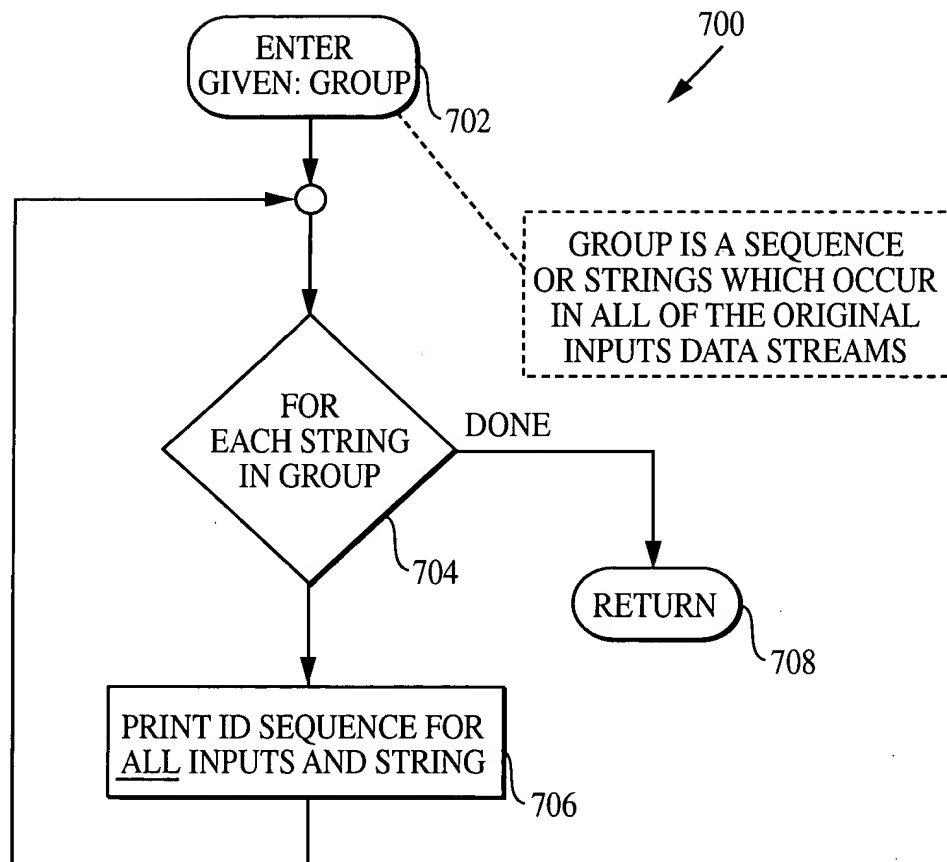 700
ENTER
GIVEN: GROUP
702
GROUP IS A SEQUENCE
OR STRINGS WHICH OCCUR
IN ALL OF THE ORIGINAL
INPUTS DATA STREAMS
FOR
EACH STRING
IN GROUP
DONE
704
RETURN
708
PRINT ID SEQUENCE FOR
ALL INPUTS AND STRING
706